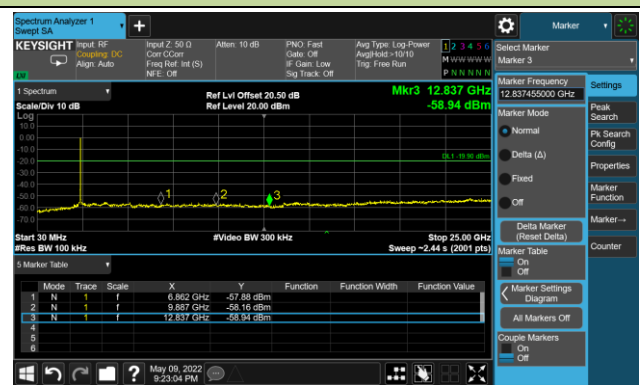 Spectrum Analyzer 1
Swept SA
Marker
KEYSIGHT
Input: RF
Coupling: DC
Align: Auto
Input Z: 50 Ω
Corr CCorr
Freq Ref: Int (S)
NFE: Off
Atten: 10 dB
PNO: Fast
Gate: Off
IF Gain: Low
Sig Track: Off
Avg Type: Log-Power
Avg|Hold:>10/10
Trig: Free Run
1 2 3 4 5 6
M W W W W W
P N N N N N
LVI
Select Marker
Marker 3
1 Spectrum
Scale/Div 10 dB
Log
Ref Lvl Offset 20.50 dB
Ref Level 20.00 dBm
Mkr3 12.837 GHz
-58.94 dBm
10.0
0.00
-10.0
-20.0
-30.0
-40.0
-50.0
-60.0
-70.0
DL1 -19.90 dBm
1
2
3
Start 30 MHz
#Res BW 100 kHz
#Video BW 300 kHz
Stop 25.00 GHz
Sweep ~2.44 s (2001 pts)
5 Marker Table
Mode Trace Scale X Y Function Function Width Function Value
1 N 1 f 6.862 GHz -57.88 dBm
2 N 1 f 9.887 GHz -58.16 dBm
3 N 1 f 12.837 GHz -58.94 dBm
4
5
6
Marker Frequency
12.837455000 GHz
Marker Mode
Normal
Delta (Δ)
Fixed
Off
Delta Marker
(Reset Delta)
Marker Table
On
Off
Marker Settings
Diagram
All Markers Off
Couple Markers
On
Off
Settings
Peak
Search
Pk Search
Config
Properties
Marker
Function
Marker→
Counter
?
May 09, 2022
9:23:04 PM